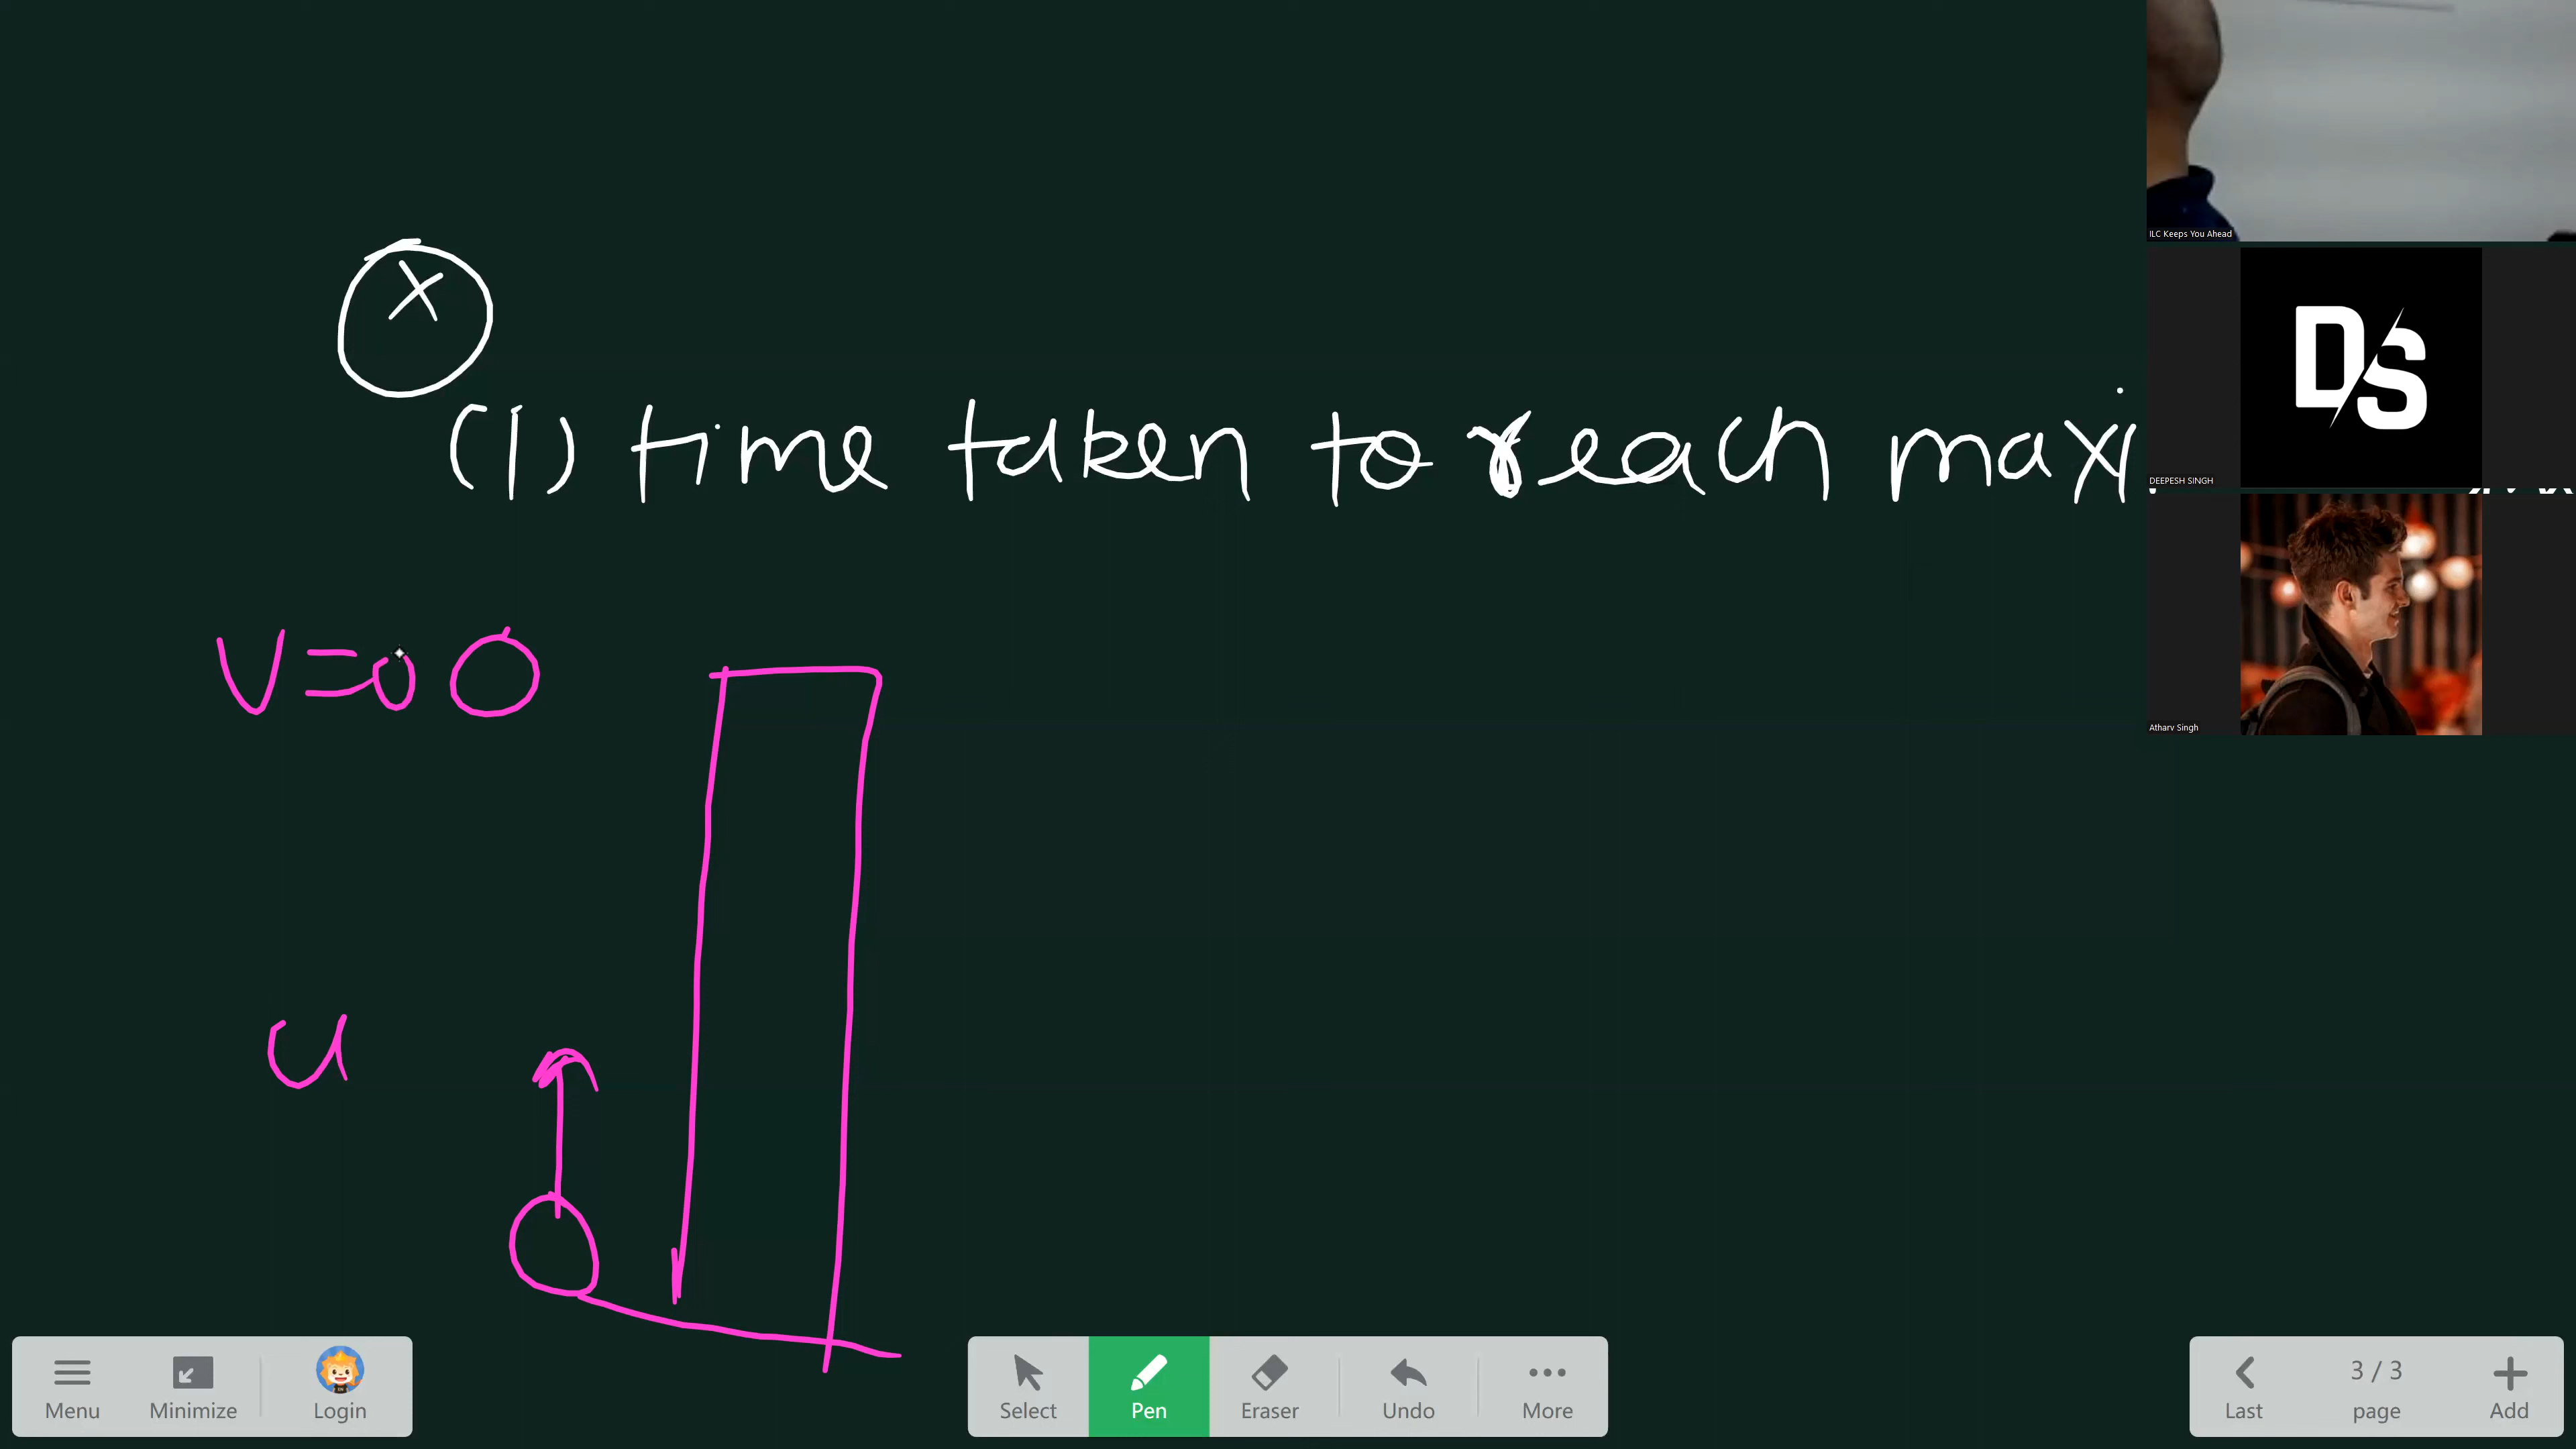 ILC Keeps You Ahead
X
DS
(1) time taken to reach maxi
DEEPESH SINGH
V=0
Atharv Singh
u
Menu Minimize Login Select Pen Eraser Undo More Last 3 / 3 page Add